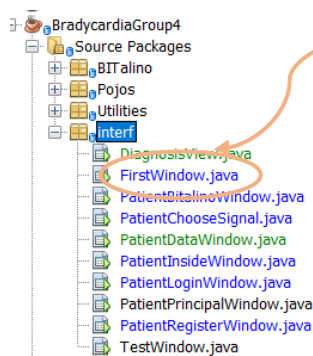 BradycardiaGroup4
Source Packages
BITalino
Pojos
Utilities
interf
DiagnosisView.java
FirstWindow.java
PatientBitalinoWindow.java
PatientChooseSignal.java
PatientDataWindow.java
PatientInsideWindow.java
PatientLoginWindow.java
PatientPrincipalWindow.java
PatientRegisterWindow.java
TestWindow.java